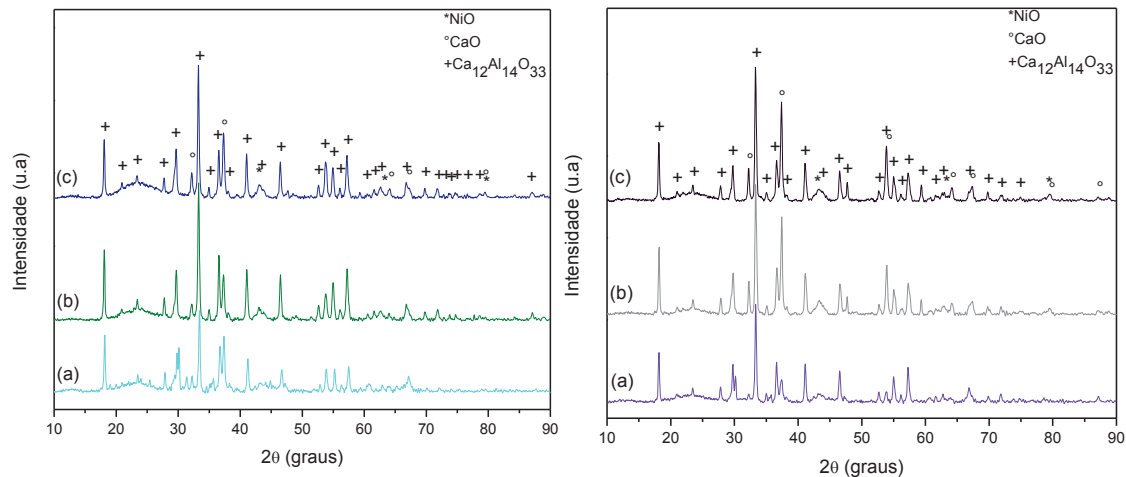 *NiO
°CaO
+Ca12Al14O33
(c)
(b)
(a)
Intensidade (u.a)
10 20 30 40 50 60 70 80 90
2θ (graus)
*NiO
°CaO
+Ca12Al14O33
(c)
(b)
(a)
Intensidade (u.a)
10 20 30 40 50 60 70 80 90
2θ (graus)